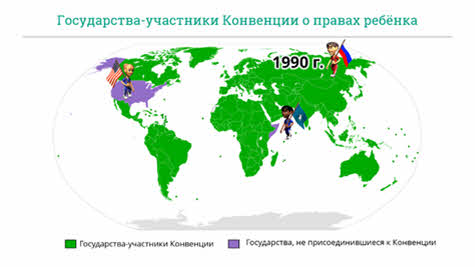 Государства-участники Конвенции о правах ребёнка
1990 г.
Государства-участники Конвенции
Государства, не присоединившиеся к Конвенции